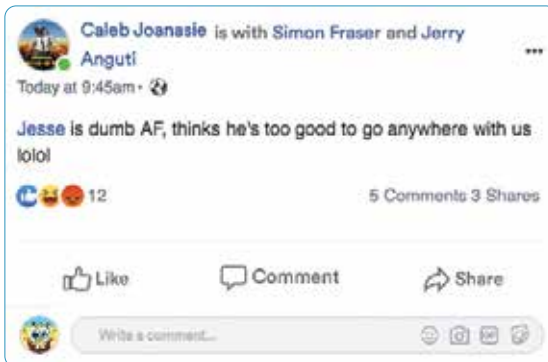 Caleb Joanasie is with Simon Fraser and Jerry
Anguti
Today at 9:45am ·
Jesse is dumb AF, thinks he's too good to go anywhere with us
lolol
12 5 Comments 3 Shares
Like Comment Share
Write a comment...
GIF